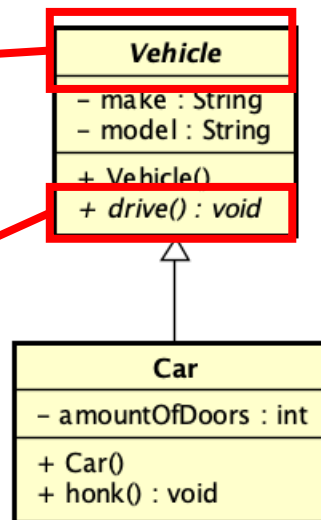 Vehicle
– make : String
– model : String
+ Vehicle()
+ drive() : void
Car
– amountOfDoors : int
+ Car()
+ honk() : void